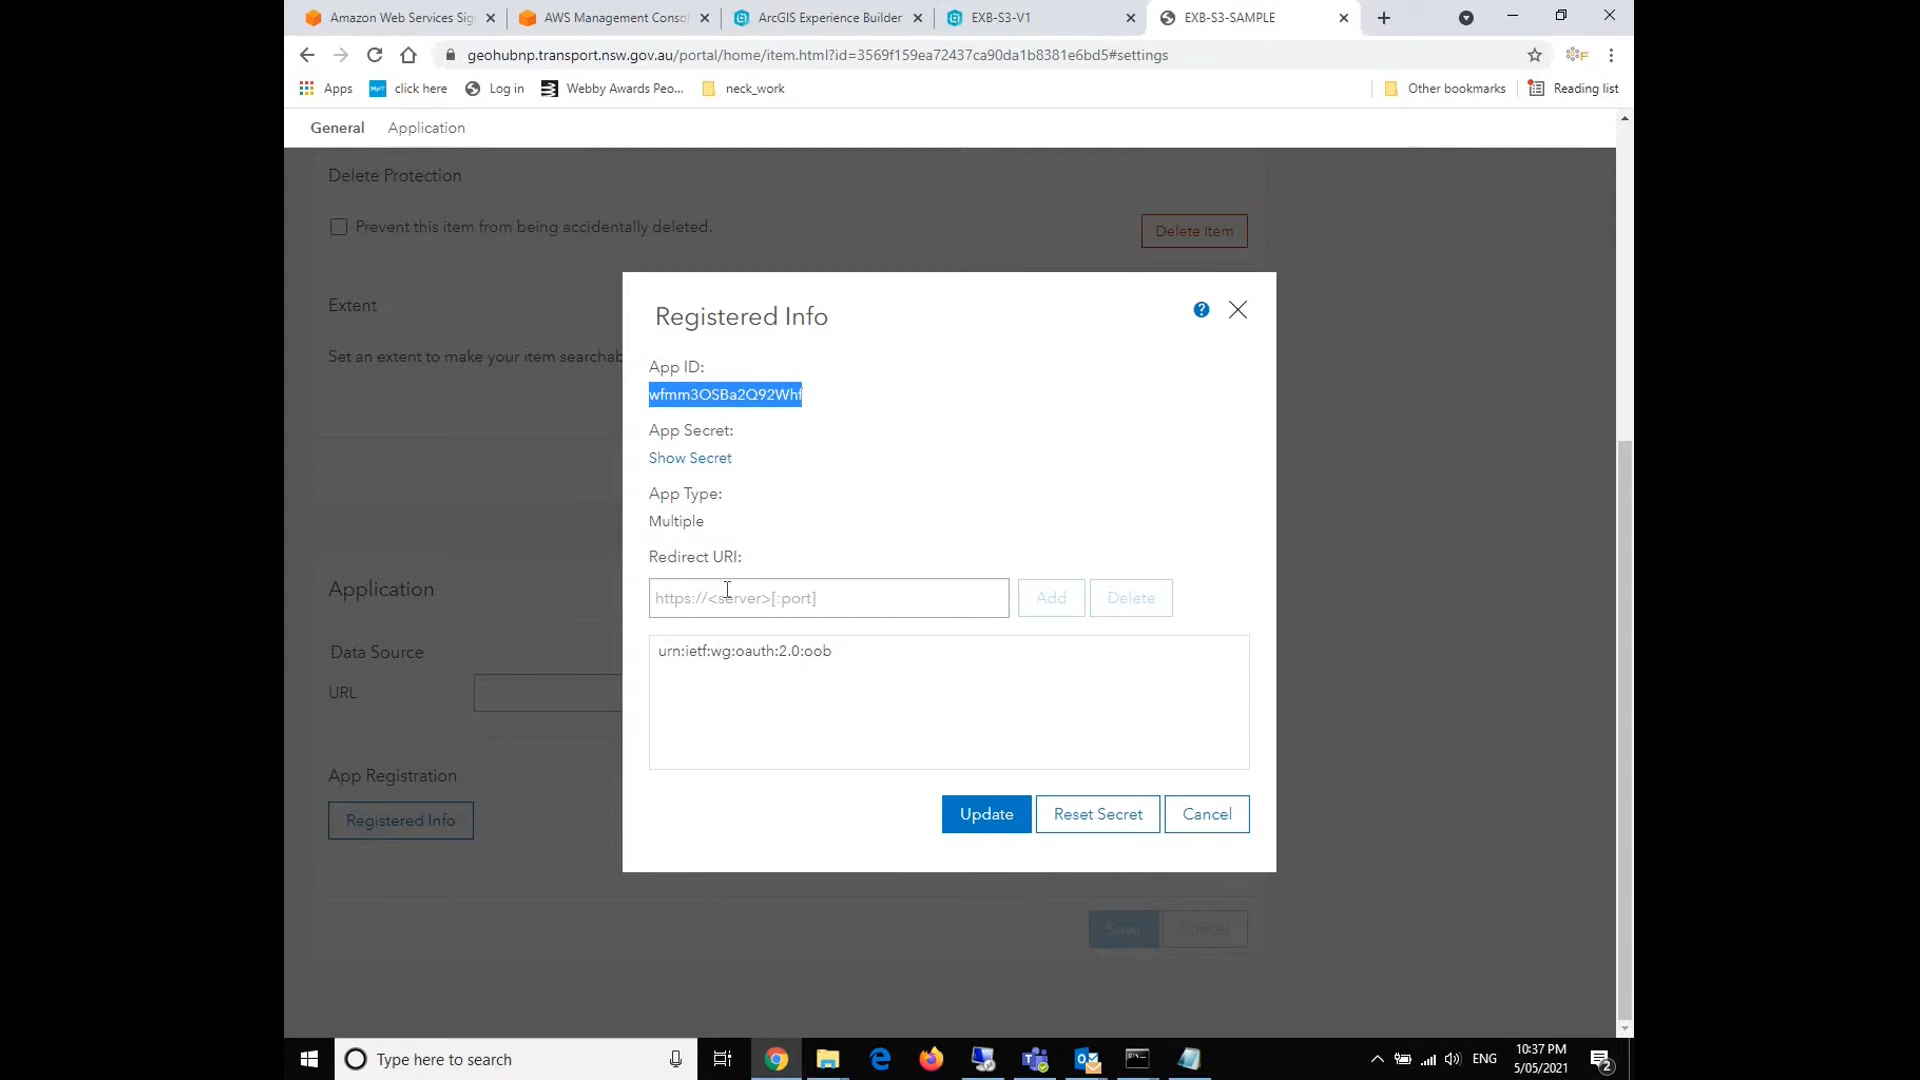 Amazon Web Services Sig
AWS Management Consol
ArcGIS Experience Builder
EXB-S3-V1
EXB-S3-SAMPLE
geohubnp.transport.nsw.gov.au/portal/home/item.html?id=3569f159ea72437ca90da1b8381e6bd5#settings
Apps
click here
Log in
Webby Awards Peo...
neck_work
Other bookmarks
Reading list
General
Application
Delete Protection
Prevent this item from being accidentally deleted.
Delete Item
Extent
Set an extent to make your item searchab
Registered Info
App ID:
wfmm3OSBa2Q92Whf
App Secret:
Show Secret
App Type:
Multiple
Redirect URI:
https://<server>[:port]
Add
Delete
urn:ietf:wg:oauth:2.0:oob
Update
Reset Secret
Cancel
Application
Data Source
URL
App Registration
Registered Info
Save
Cancel
Type here to search
ENG
10:37 PM
5/05/2021
2